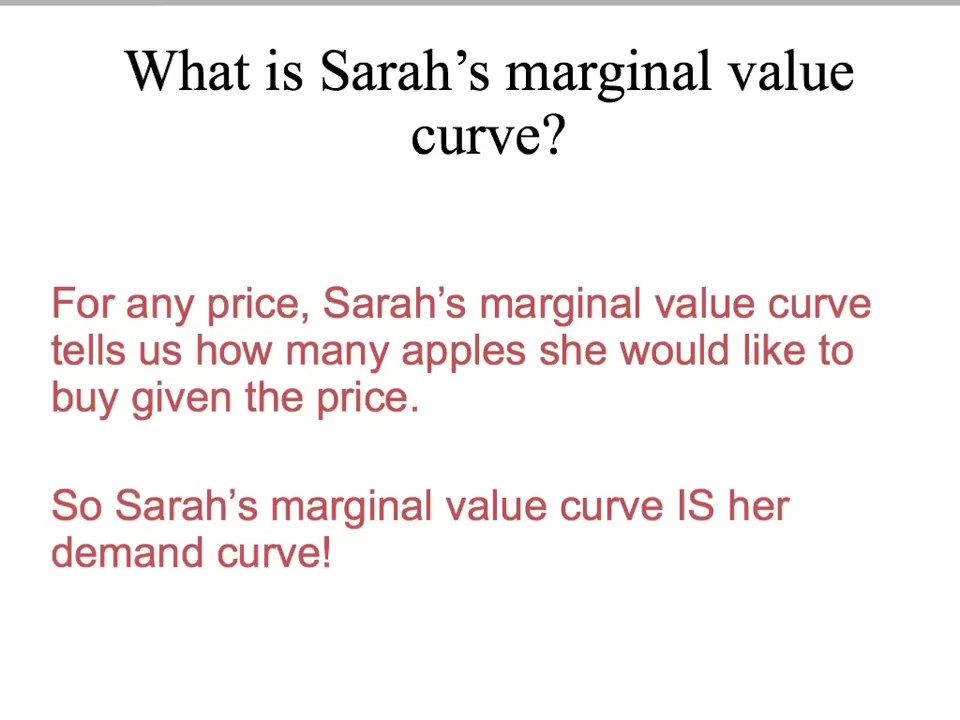 What is Sarah’s marginal value
curve?
For any price, Sarah’s marginal value curve
tells us how many apples she would like to
buy given the price.
So Sarah’s marginal value curve IS her
demand curve!